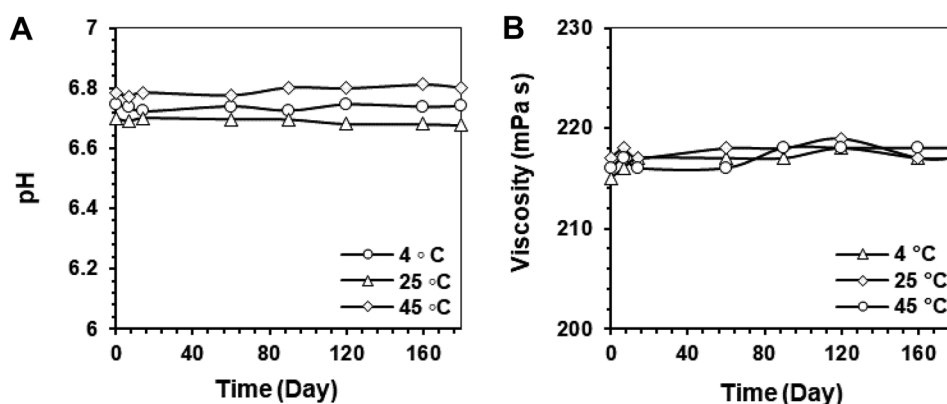 A
pH
7
6.8
6.6
6.4
6.2
6
0
40
80
120
160
Time (Day)
4 ∘ C
25 ∘C
45 ∘C
B
Viscosity (mPa s)
230
220
210
200
0
40
80
120
160
Time (Day)
4 °C
25 °C
45 °C